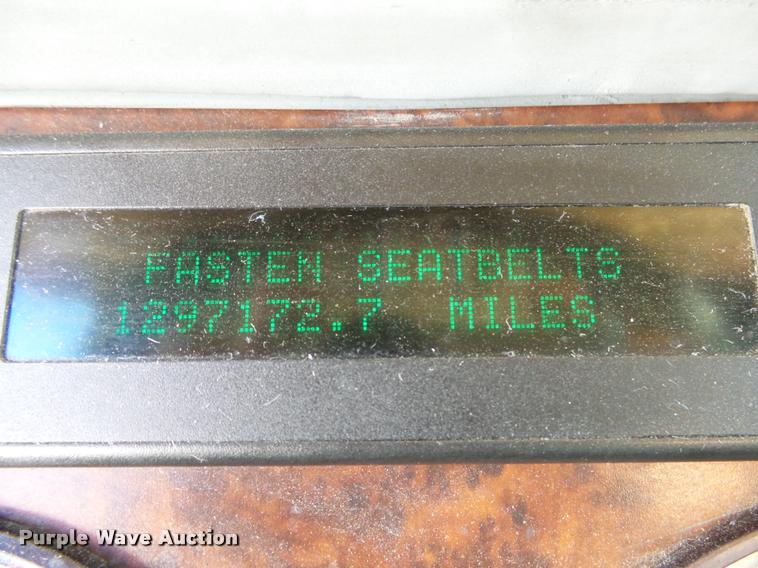 FASTEN SEATBELTS
1297172.7 MILES
Purple Wave Auction